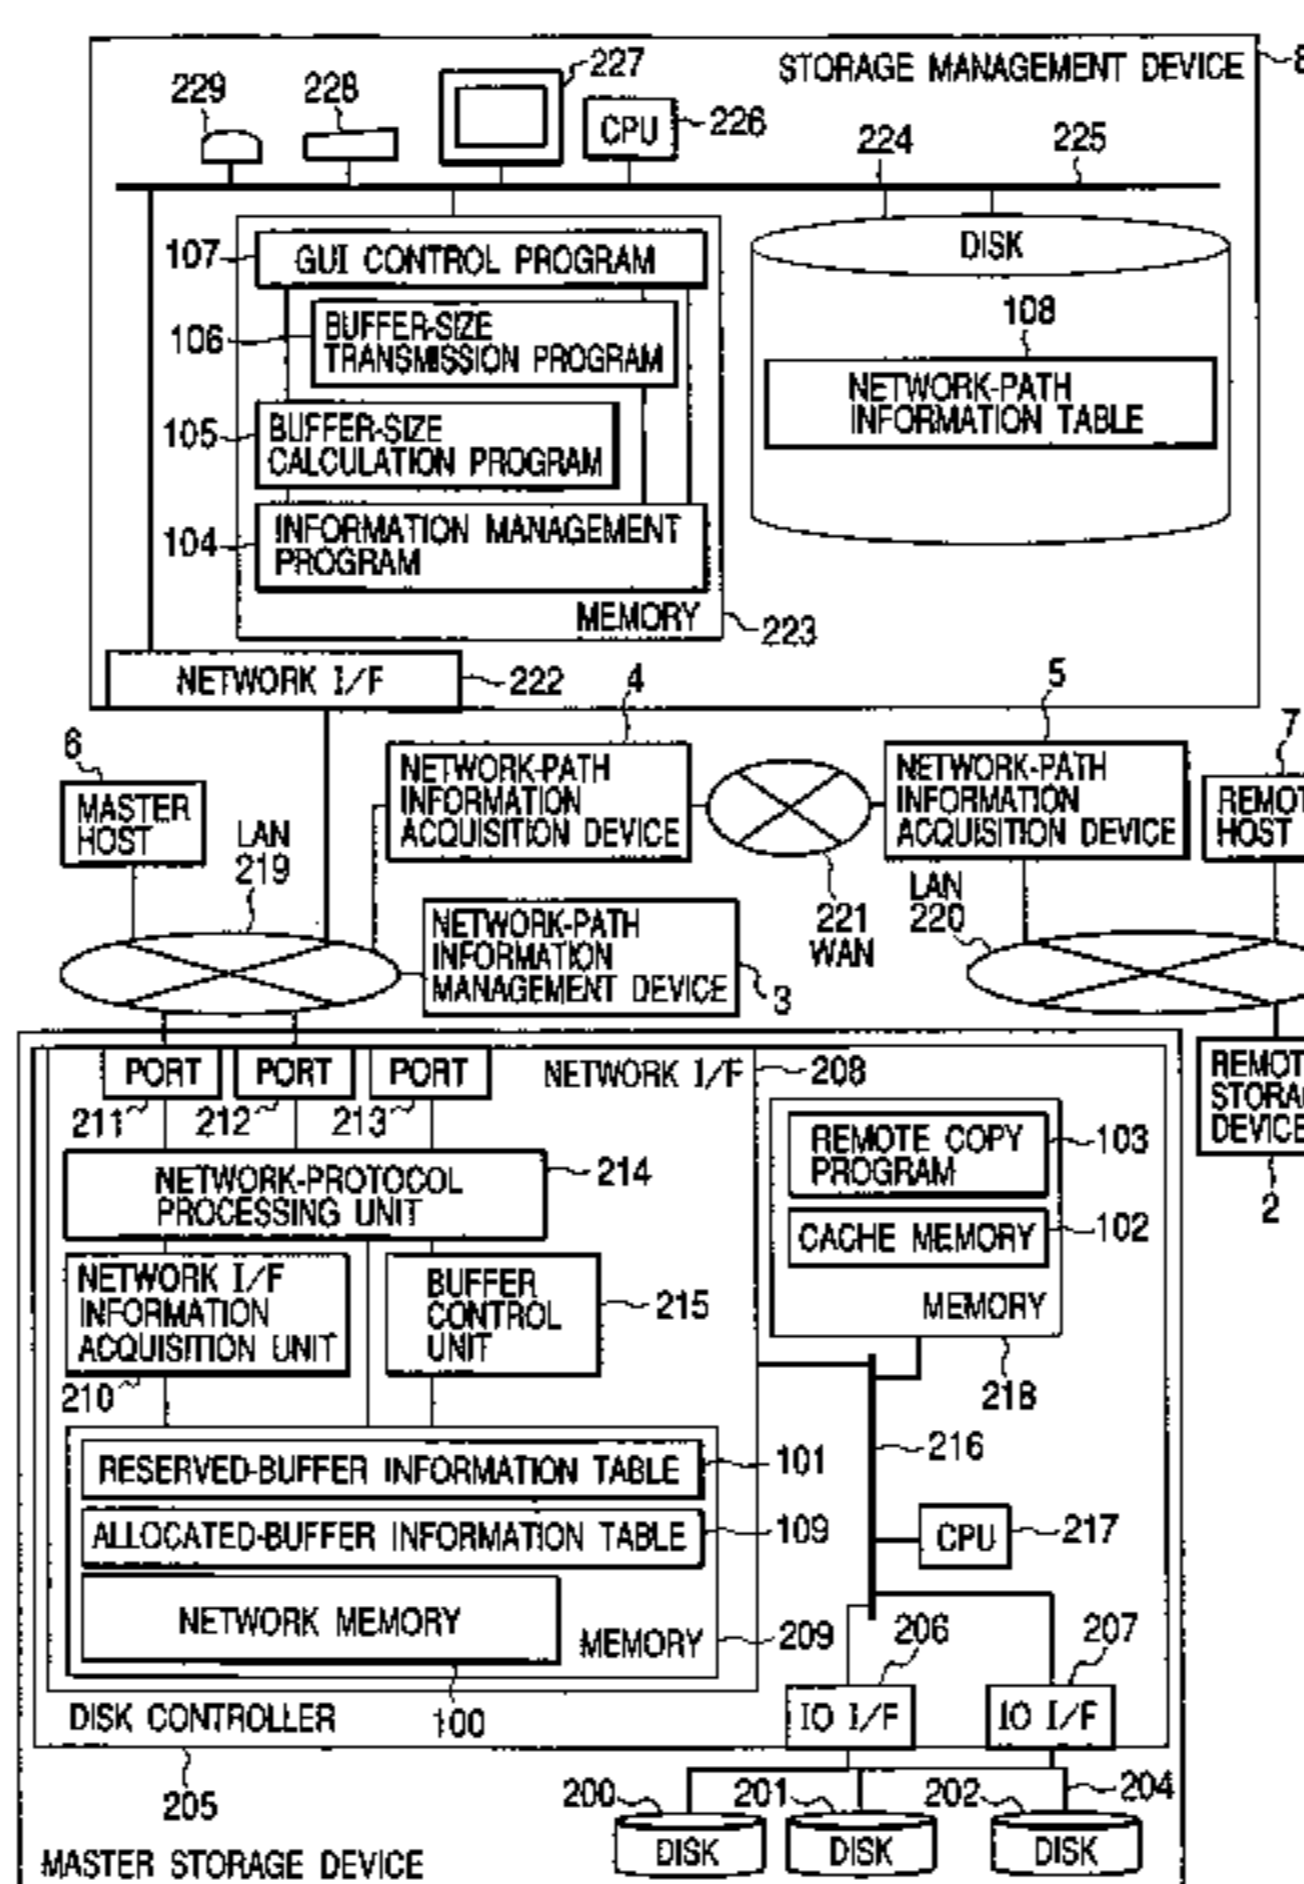 STORAGE MANAGEMENT DEVICE
8
229
228
227
CPU
226
224
225
107
GUI CONTROL PROGRAM
DISK
106
BUFFER-SIZE
TRANSMISSION PROGRAM
108
NETWORK-PATH
INFORMATION TABLE
105
BUFFER-SIZE
CALCULATION PROGRAM
104
INFORMATION MANAGEMENT
PROGRAM
MEMORY
223
NETWORK I/F
222
4
5
6
7
MASTER
HOST
LAN
219
NETWORK-PATH
INFORMATION
ACQUISITION DEVICE
221
WAN
NETWORK-PATH
INFORMATION
ACQUISITION DEVICE
REMOT
HOST
LAN
220
NETWORK-PATH
INFORMATION
MANAGEMENT DEVICE
3
PORT
PORT
PORT
NETWORK I/F
208
211
212
213
REMOT
STORA
DEVICE
2
REMOTE COPY
PROGRAM
103
CACHE MEMORY
102
MEMORY
218
NETWORK-PROTOCOL
PROCESSING UNIT
214
NETWORK I/F
INFORMATION
ACQUISITION UNIT
210
BUFFER
CONTROL
UNIT
215
216
RESERVED-BUFFER INFORMATION TABLE
101
ALLOCATED-BUFFER INFORMATION TABLE
109
CPU
217
NETWORK MEMORY
MEMORY
209
206
207
DISK CONTROLLER
100
IO I/F
IO I/F
205
200
201
202
204
DISK
DISK
DISK
MASTER STORAGE DEVICE